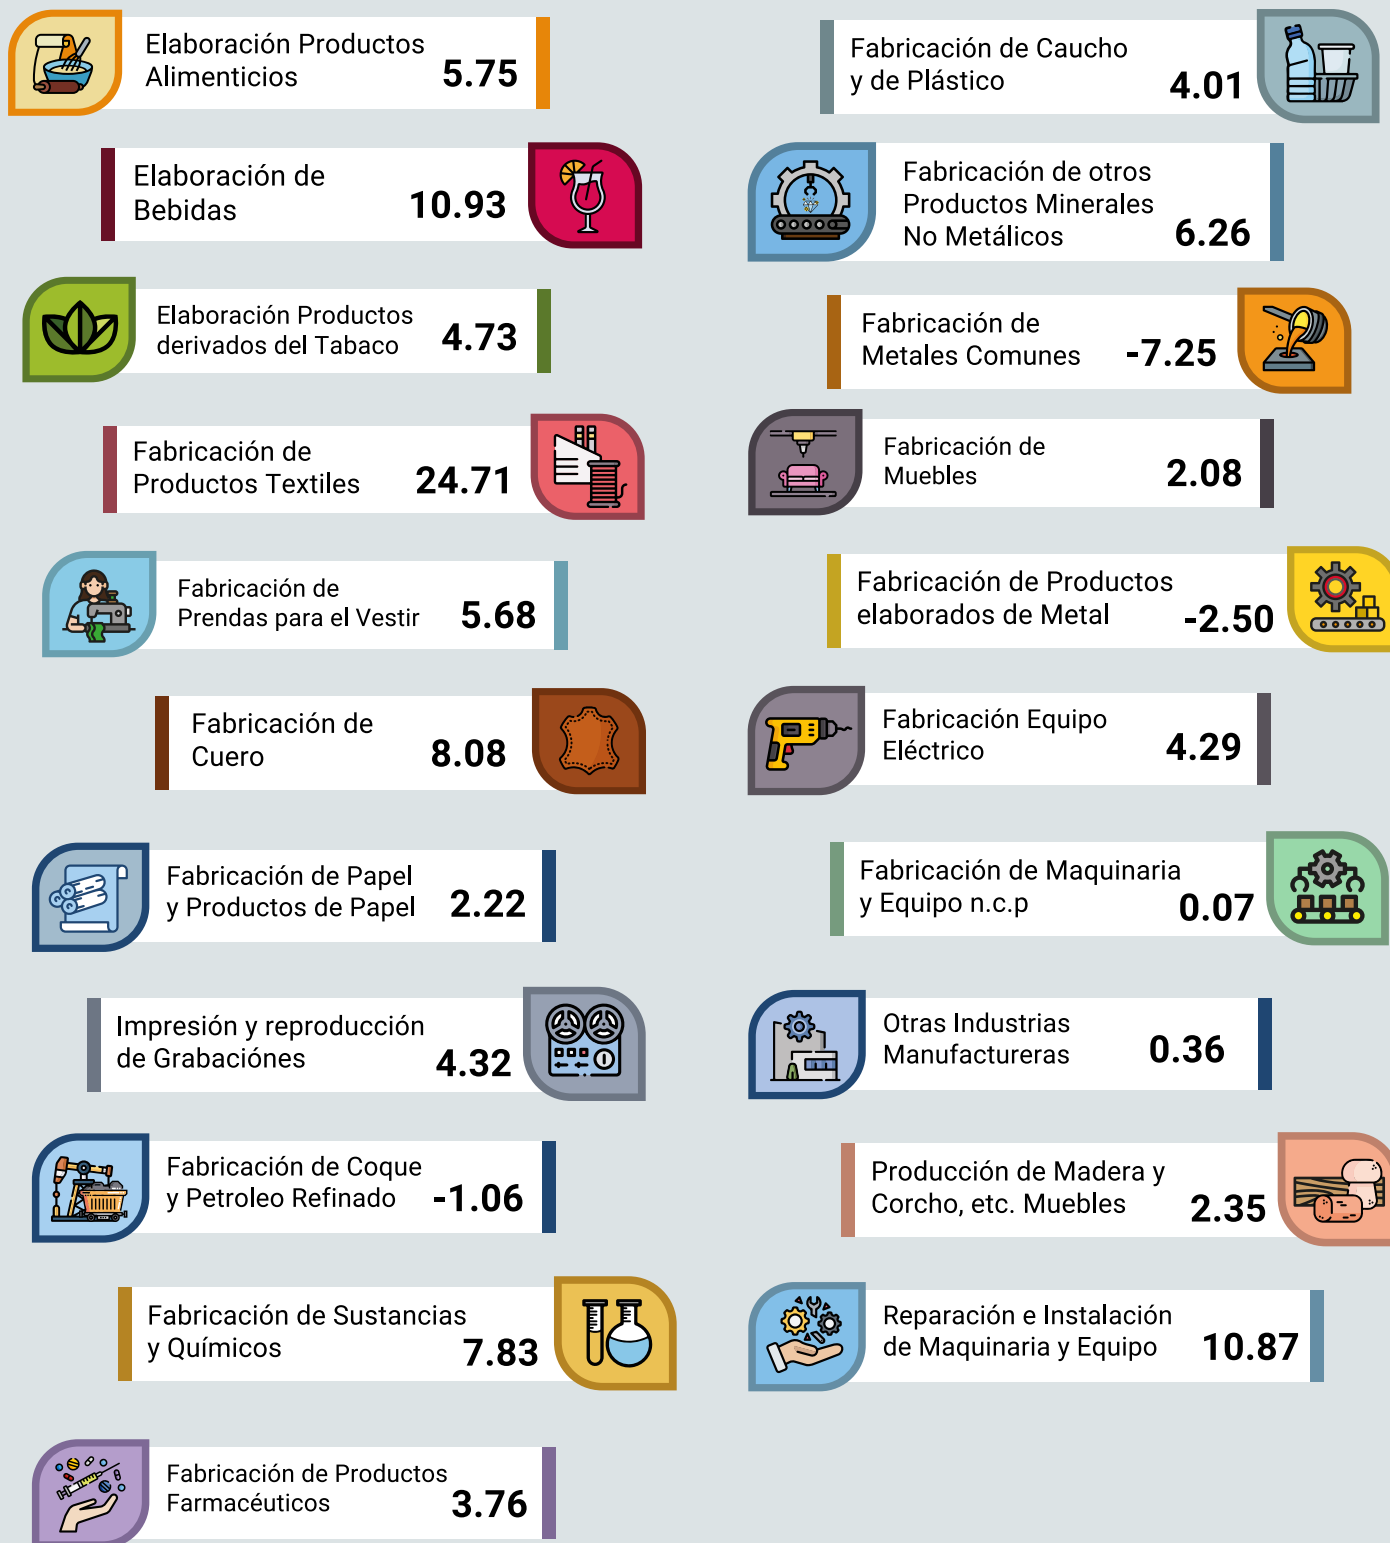 Elaboración Productos
Alimenticios
5.75
Elaboración de
Bebidas
10.93
Elaboración Productos
derivados del Tabaco
4.73
Fabricación de
Productos Textiles
24.71
Fabricación de
Prendas para el Vestir
5.68
Fabricación de
Cuero
8.08
Fabricación de Papel
y Productos de Papel
2.22
Impresión y reproducción
de Grabaciónes
4.32
Fabricación de Coque
y Petroleo Refinado
-1.06
Fabricación de Sustancias
y Químicos
7.83
Fabricación de Productos
Farmacéuticos
3.76
Fabricación de Caucho
y de Plástico
4.01
Fabricación de otros
Productos Minerales
No Metálicos
6.26
Fabricación de
Metales Comunes
-7.25
Fabricación de
Muebles
2.08
Fabricación de Productos
elaborados de Metal
-2.50
Fabricación Equipo
Eléctrico
4.29
Fabricación de Maquinaria
y Equipo n.c.p
0.07
Otras Industrias
Manufactureras
0.36
Producción de Madera y
Corcho, etc. Muebles
2.35
Reparación e Instalación
de Maquinaria y Equipo
10.87